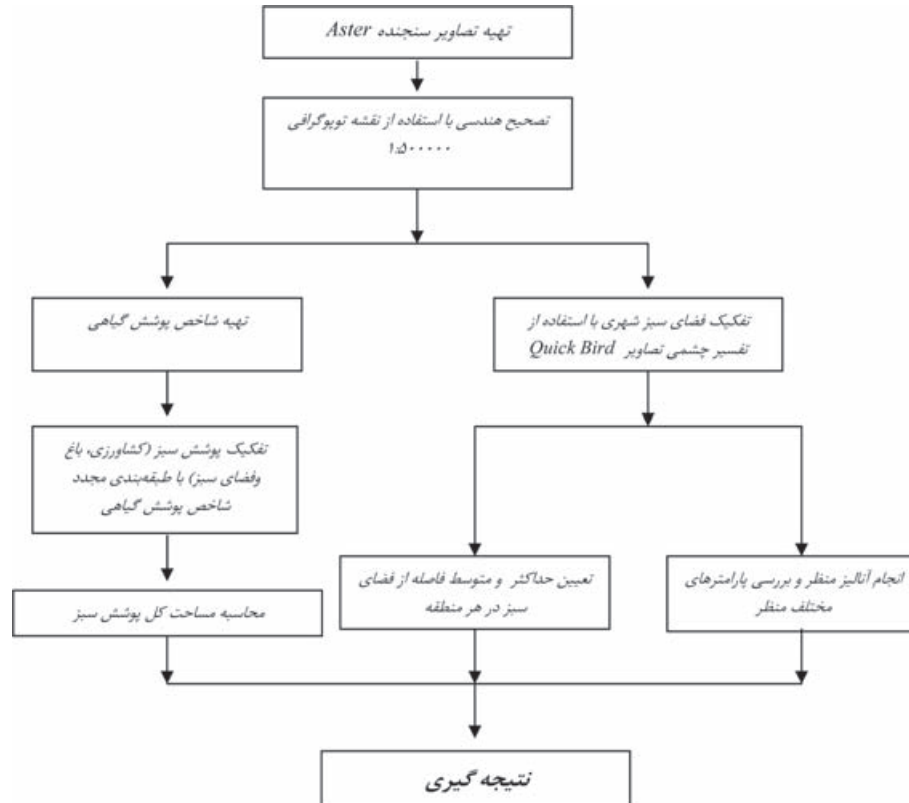 تهیه تصاویر سنجنده Aster
تصحیح هندسی با استفاده از نقشه توپوگرافی
۱:۵۰۰۰۰۰
تفکیک فضای سبز شهری با استفاده از
تفسیر چشمی تصاویر Quick Bird
تهیه شاخص پوشش گیاهی
تفکیک پوشش سبز (کشاورزی، باغ
وفضای سبز) با طبقه‌بندی مجدد
شاخص پوشش گیاهی
انجام آنالیز منظر و بررسی پارامترهای
مختلف منظر
تعیین حداکثر و متوسط فاصله از فضای
سبز در هر منطقه
محاسبه مساحت کل پوشش سبز
نتیجه گیری